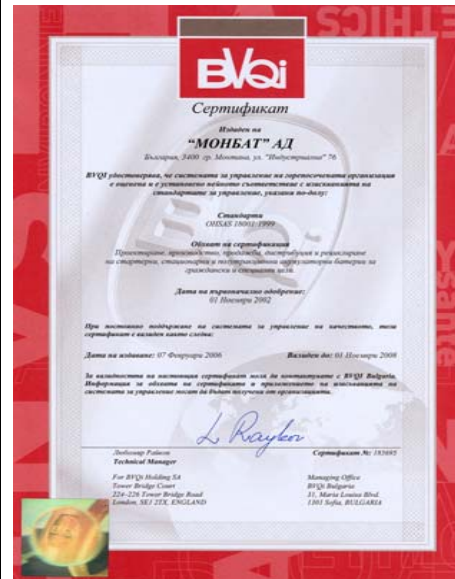 ETHICS
BVQi
Сертификат
Издаден на
“МОНБАТ” АД
България, 3400 гр. Монтана, ул. "Индустриална" 76
BVQI удостоверява, че системата за управление на горепосочената организация
е оценена и е установено нейното съответствие с изискванията на
стандартите за управление, указани по-долу:
Стандарти
OHSAS 18001:1999
Обхват на сертификация
Проектиране, производство, продажба, дистрибуция и рециклиране
на стартерни, стационарни и полутракционни акумулаторни батерии за
граждански и специални цели.
Дата на първоначално одобрение:
01 Ноември 2002
При постоянно поддържане на системата за управление на качеството, този
сертификат е валиден както следва:
Дата на издаване: 07 Февруари 2006 Валиден до: 01 Ноември 2008
За валидността на настоящия сертификат моля да контактувате с BVQI Bulgaria.
Информация за обхвата на сертификата и приложението на изискванията на
системата за управление могат да бъдат получени от организацията.
L. Raykov
Любомир Райков Сертификат №: 185695
Technical Manager
For BVQi Holding SA Managing Office
Tower Bridge Court BVQi Bulgaria
224-226 Tower Bridge Road 31, Maria Louisa Blvd.
London, SE1 2TX, ENGLAND 1301 Sofia, BULGARIA